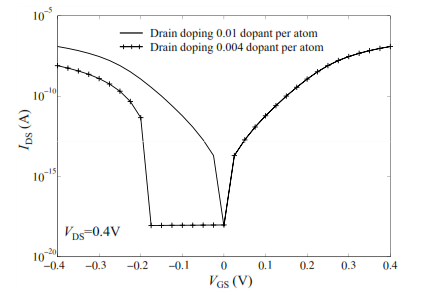 10⁻⁵
Drain doping 0.01 dopant per atom
Drain doping 0.004 dopant per atom
10⁻¹⁰
I_DS (A)
10⁻¹⁵
V_DS=0.4V
10⁻²⁰
-0.4 -0.3 -0.2 -0.1 0 0.1 0.2 0.3 0.4
V_GS (V)